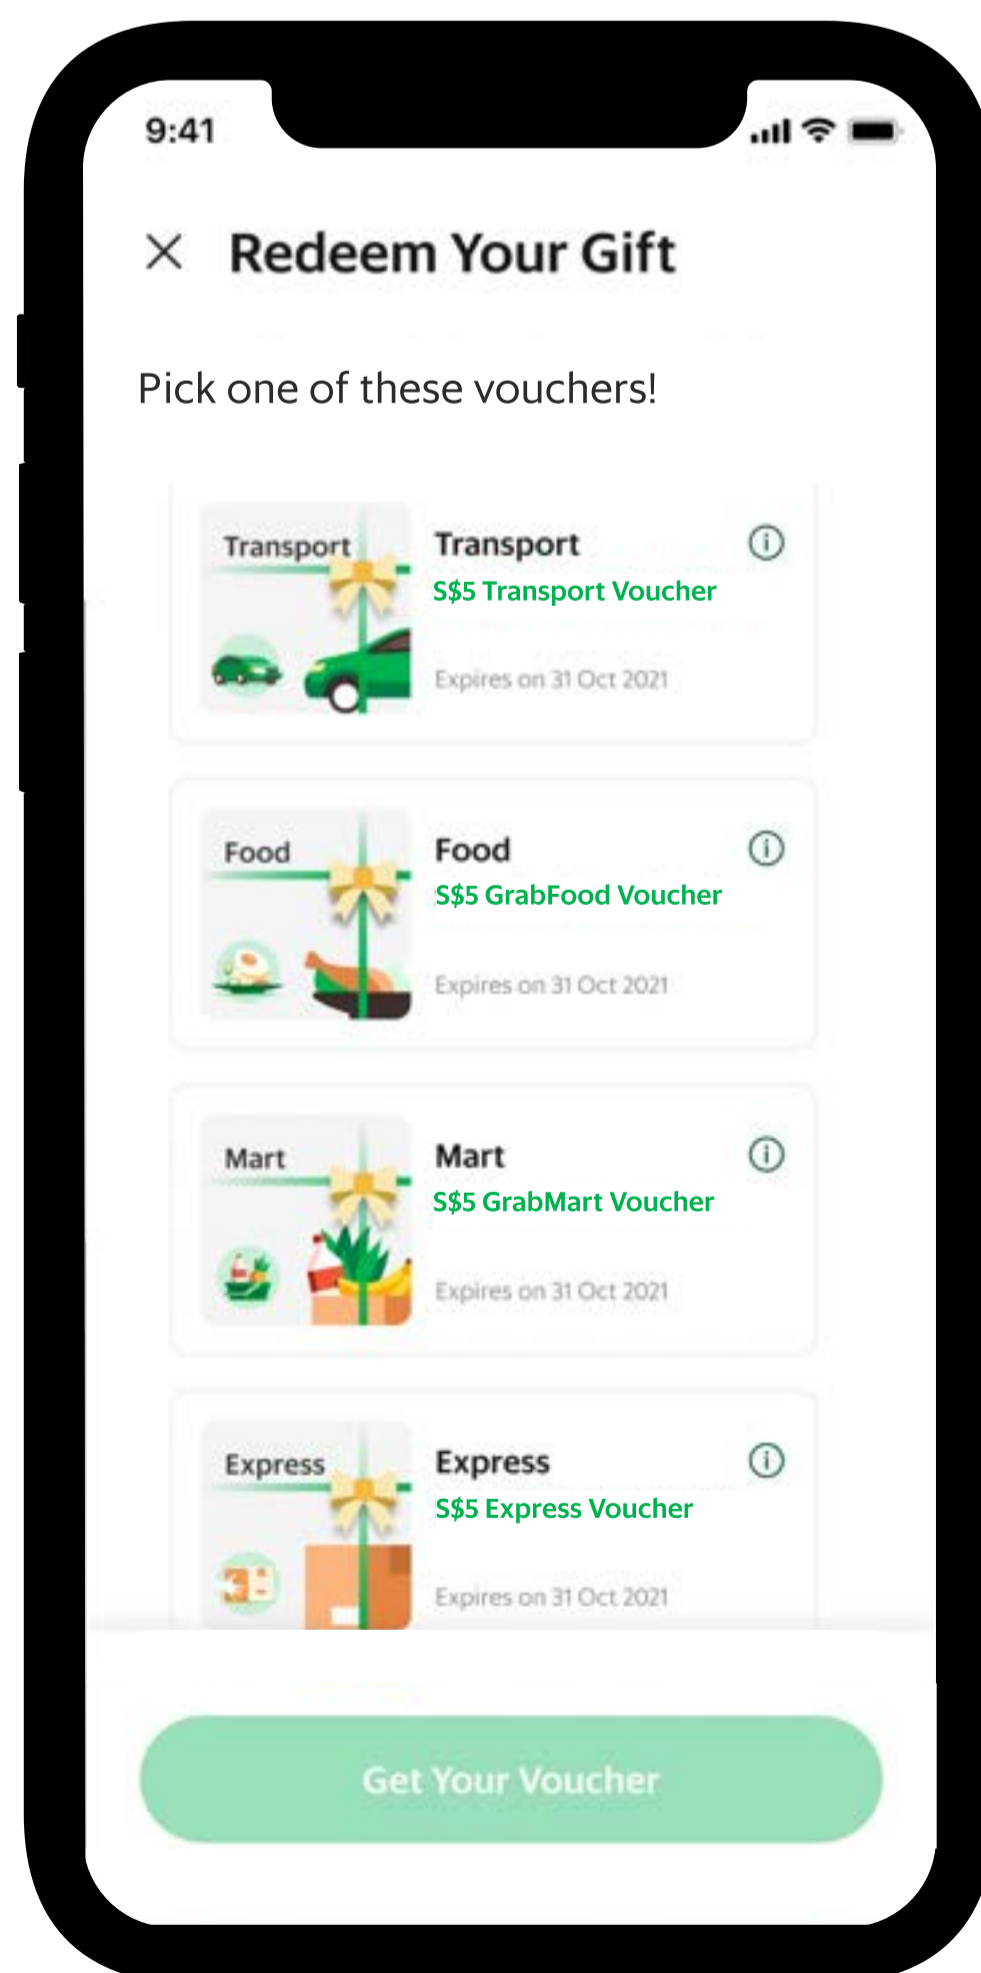 9:41
Redeem Your Gift
Pick one of these vouchers!
Transport
Transport
S$5 Transport Voucher
Expires on 31 Oct 2021
Food
Food
S$5 GrabFood Voucher
Expires on 31 Oct 2021
Mart
Mart
S$5 GrabMart Voucher
Expires on 31 Oct 2021
Express
Express
S$5 Express Voucher
Expires on 31 Oct 2021
Get Your Voucher